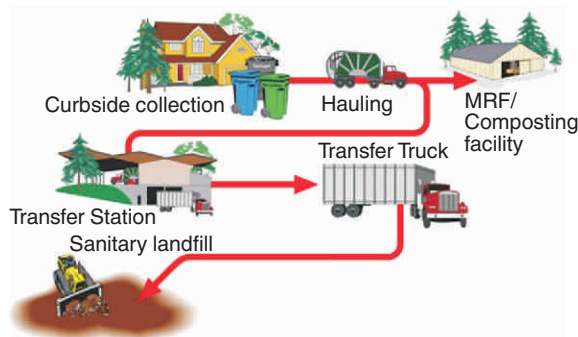 Curbside collection
Hauling
MRF/
Composting
facility
Transfer Truck
Transfer Station
Sanitary landfill